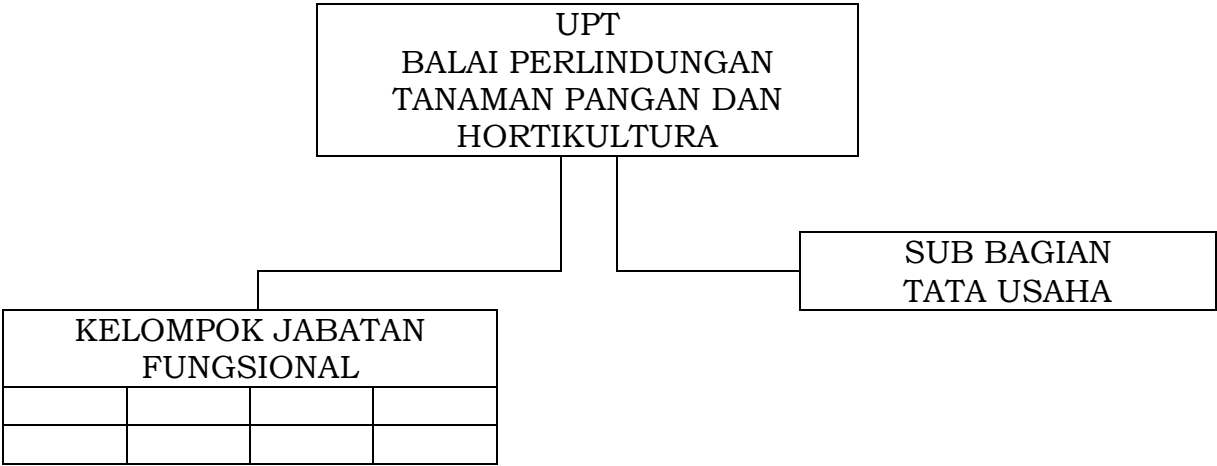 UPT
BALAI PERLINDUNGAN
TANAMAN PANGAN DAN
HORTIKULTURA
SUB BAGIAN
TATA USAHA
KELOMPOK JABATAN
FUNGSIONAL